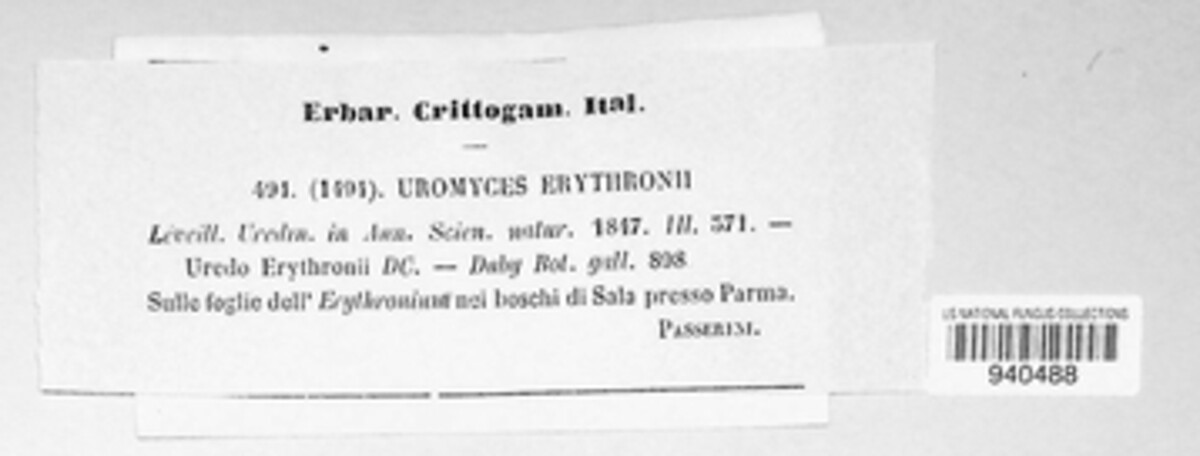 Erbar. Crittogam. Ital.
491. (1491). UROMYCES ERYTHRONII
Léveill. Uredin. in Ann. Scien. natur. 1847. III. 371. —
Uredo Erythronii DC. — Duby Bot. gall. 898
Sulle foglie dell' Erythronium nei boschi di Sala presso Parma.
PASSERINI.
US NATIONAL FUNGUS COLLECTIONS
940488